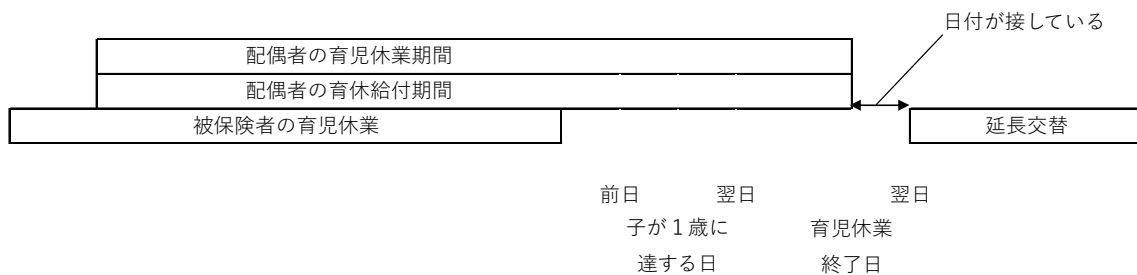 日付が接している
配偶者の育児休業期間
配偶者の育休給付期間
被保険者の育児休業
延長交替
前日
翌日
翌日
子が１歳に
達する日
育児休業
終了日